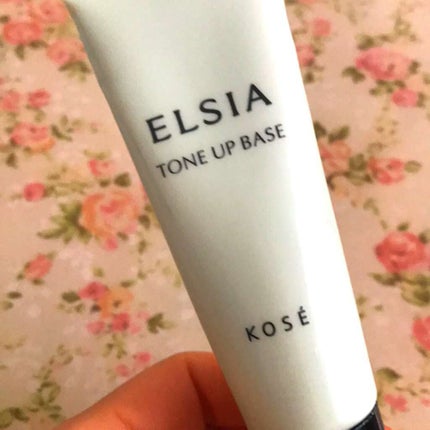 ELSIA
TONE UP BASE
KOSÉ